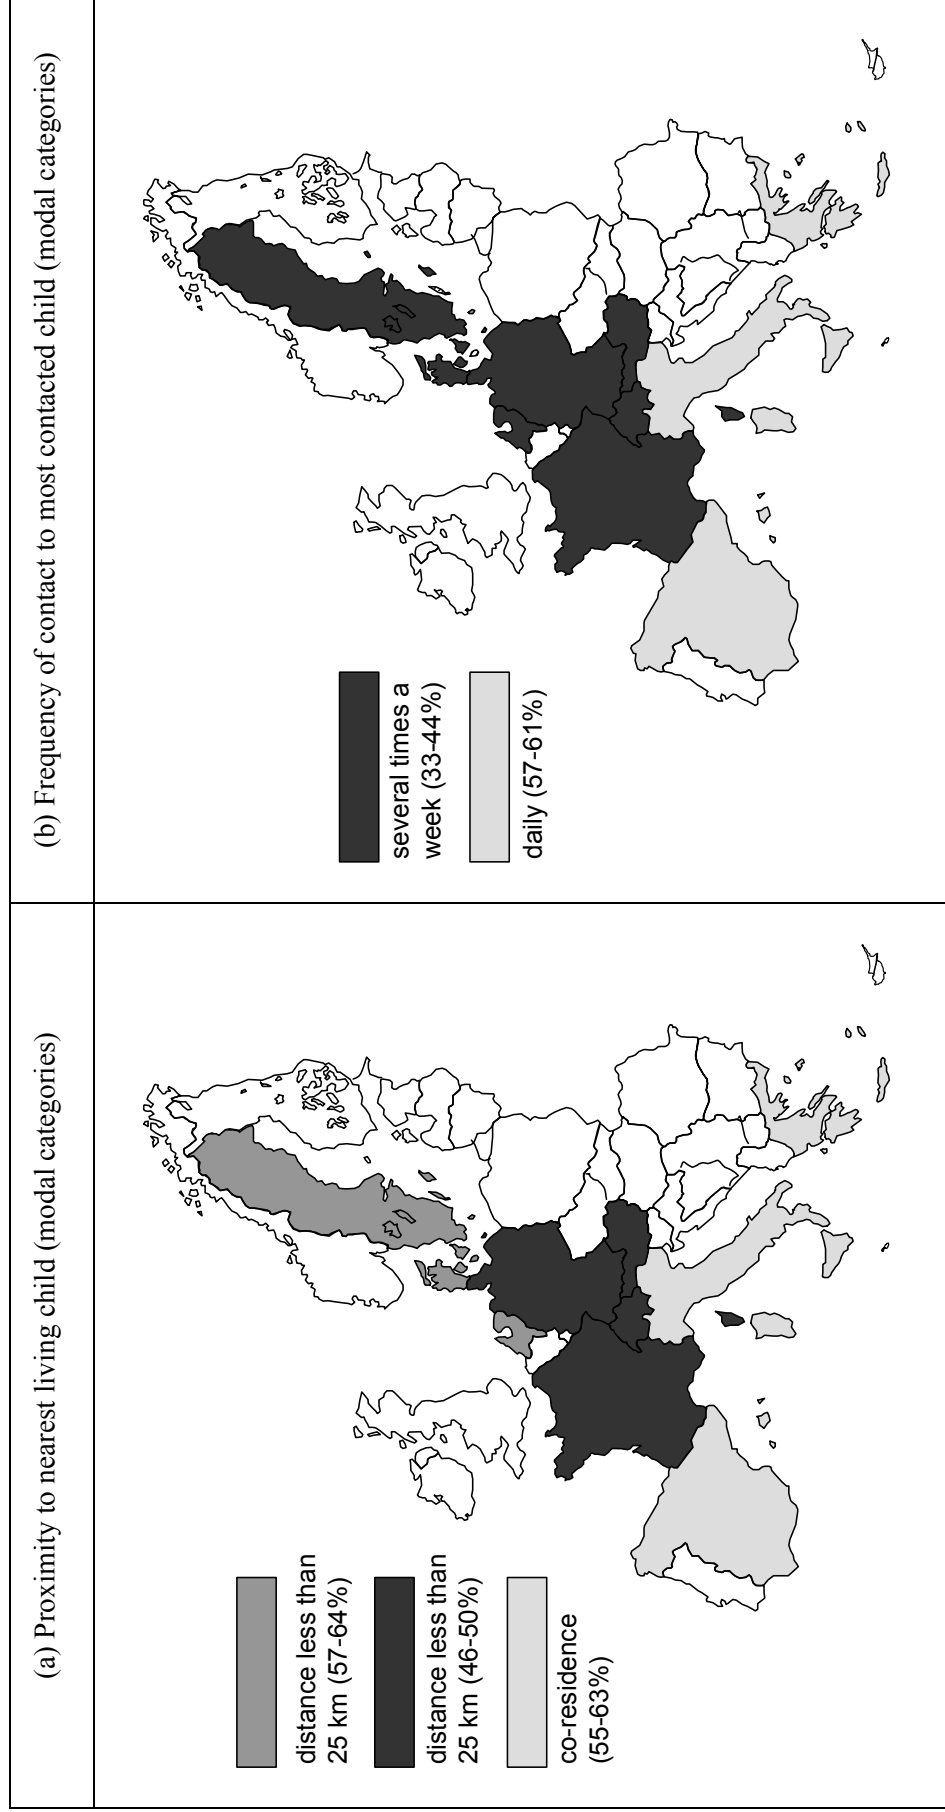 (a) Proximity to nearest living child (modal categories)
distance less than
25 km (57-64%)
distance less than
25 km (46-50%)
co-residence
(55-63%)
(b) Frequency of contact to most contacted child (modal categories)
several times a
week (33-44%)
daily (57-61%)